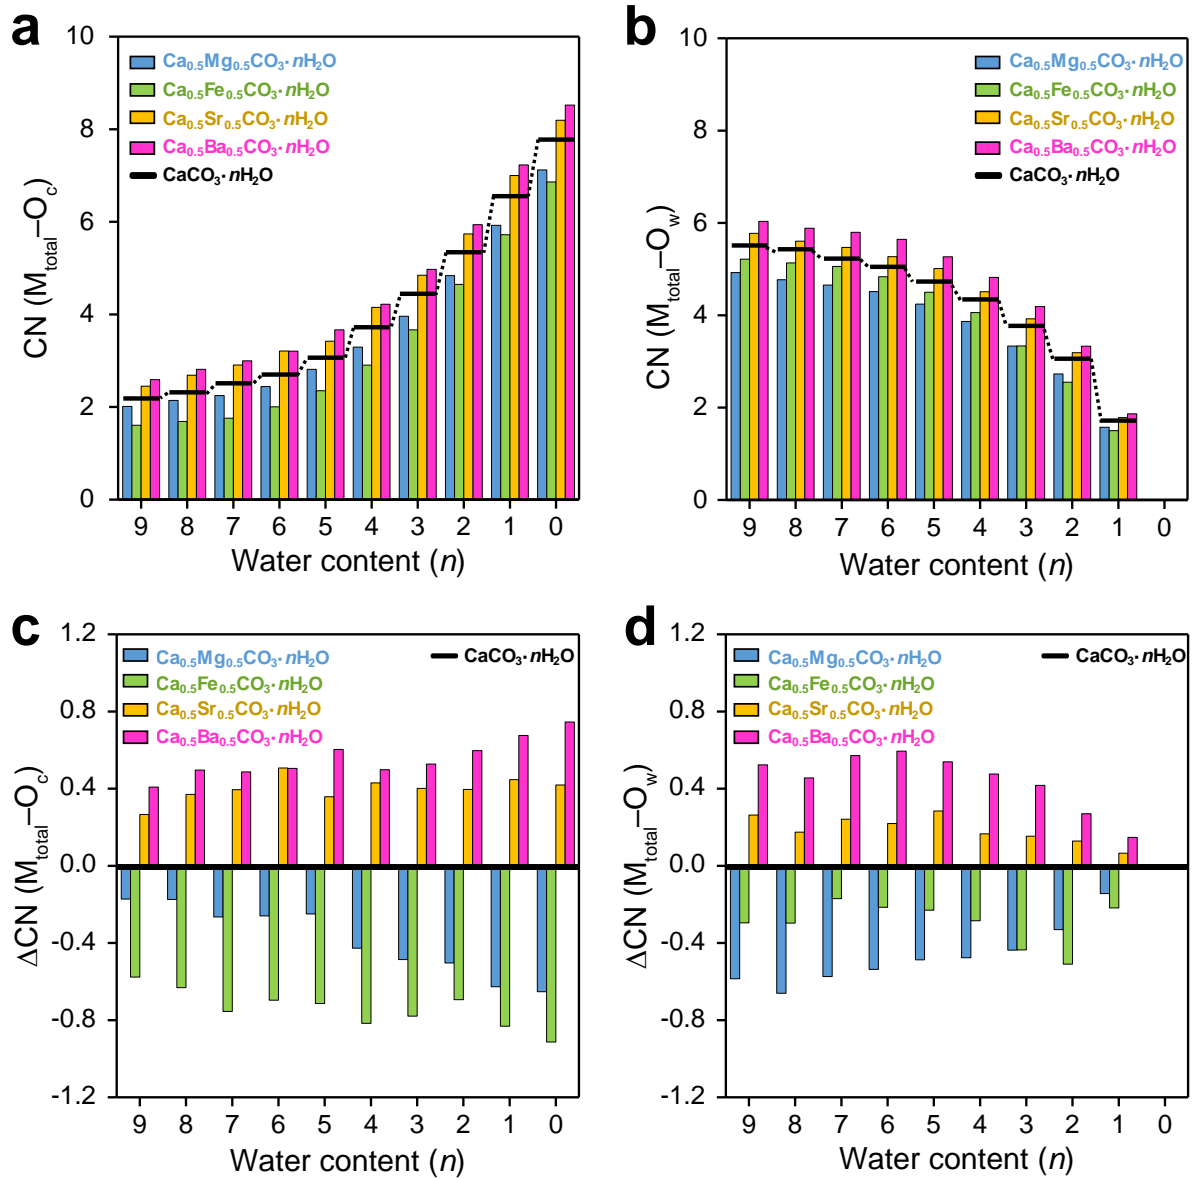 a
10
8
6
4
2
0
CN (Mtotal–Oc)
Ca0.5Mg0.5CO3·nH2O
Ca0.5Fe0.5CO3·nH2O
Ca0.5Sr0.5CO3·nH2O
Ca0.5Ba0.5CO3·nH2O
CaCO3·nH2O
9 8 7 6 5 4 3 2 1 0
Water content (n)
b
10
8
6
4
2
0
CN (Mtotal–Ow)
Ca0.5Mg0.5CO3·nH2O
Ca0.5Fe0.5CO3·nH2O
Ca0.5Sr0.5CO3·nH2O
Ca0.5Ba0.5CO3·nH2O
CaCO3·nH2O
9 8 7 6 5 4 3 2 1 0
Water content (n)
c
1.2
0.8
0.4
0.0
-0.4
-0.8
-1.2
ΔCN (Mtotal–Oc)
Ca0.5Mg0.5CO3·nH2O
CaCO3·nH2O
Ca0.5Fe0.5CO3·nH2O
Ca0.5Sr0.5CO3·nH2O
Ca0.5Ba0.5CO3·nH2O
9 8 7 6 5 4 3 2 1 0
Water content (n)
d
1.2
0.8
0.4
0.0
-0.4
-0.8
-1.2
ΔCN (Mtotal–Ow)
Ca0.5Mg0.5CO3·nH2O
CaCO3·nH2O
Ca0.5Fe0.5CO3·nH2O
Ca0.5Sr0.5CO3·nH2O
Ca0.5Ba0.5CO3·nH2O
9 8 7 6 5 4 3 2 1 0
Water content (n)